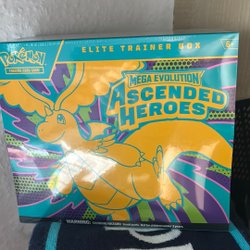 ELITE TRAINER BOX
POKÉMON
TRADING CARD GAME
MEGA EVOLUTION
ASCENDED
HEROES
WARNING: